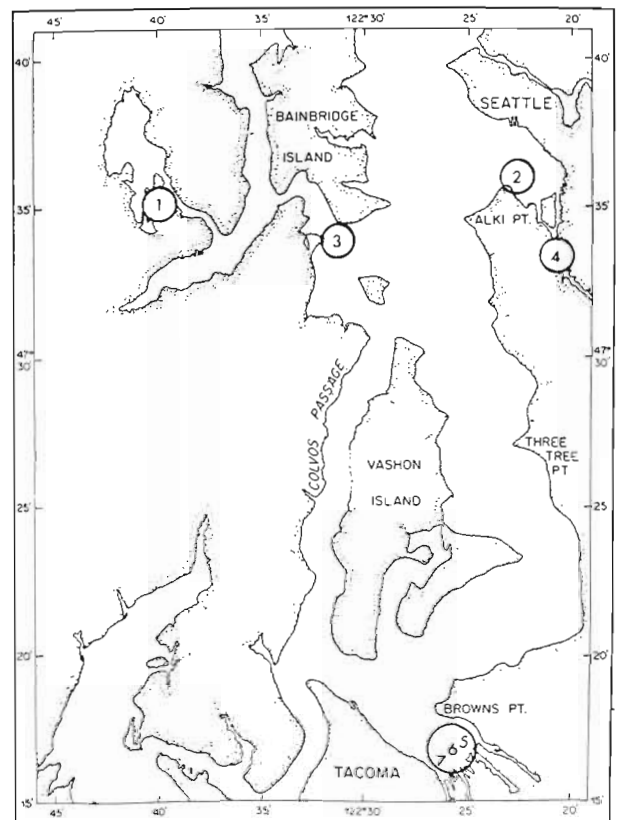 45' 40' 35' 122°30' 25' 20'
40' 40'
SEATTLE
BAINBRIDGE
ISLAND
2
1
35' 35'
ALKI PT.
3
4
47°
30'
47°
30'
COLVOS PASSAGE
THREE
TREE
PT
VASHON
ISLAND
25' 25'
20' 20'
BROWNS PT.
7 6 5
TACOMA
15' 15'
40' 35' 122°30' 25' 20'